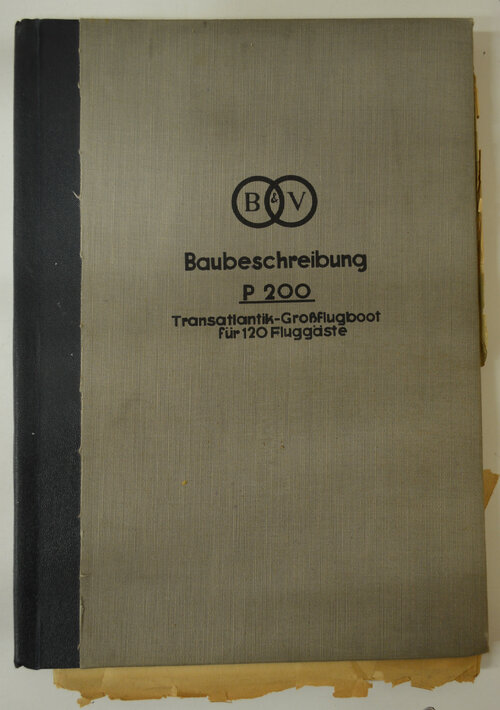 B & V
Baubeschreibung
P 200
Transatlantik-Großflugboot
für 120 Fluggäste